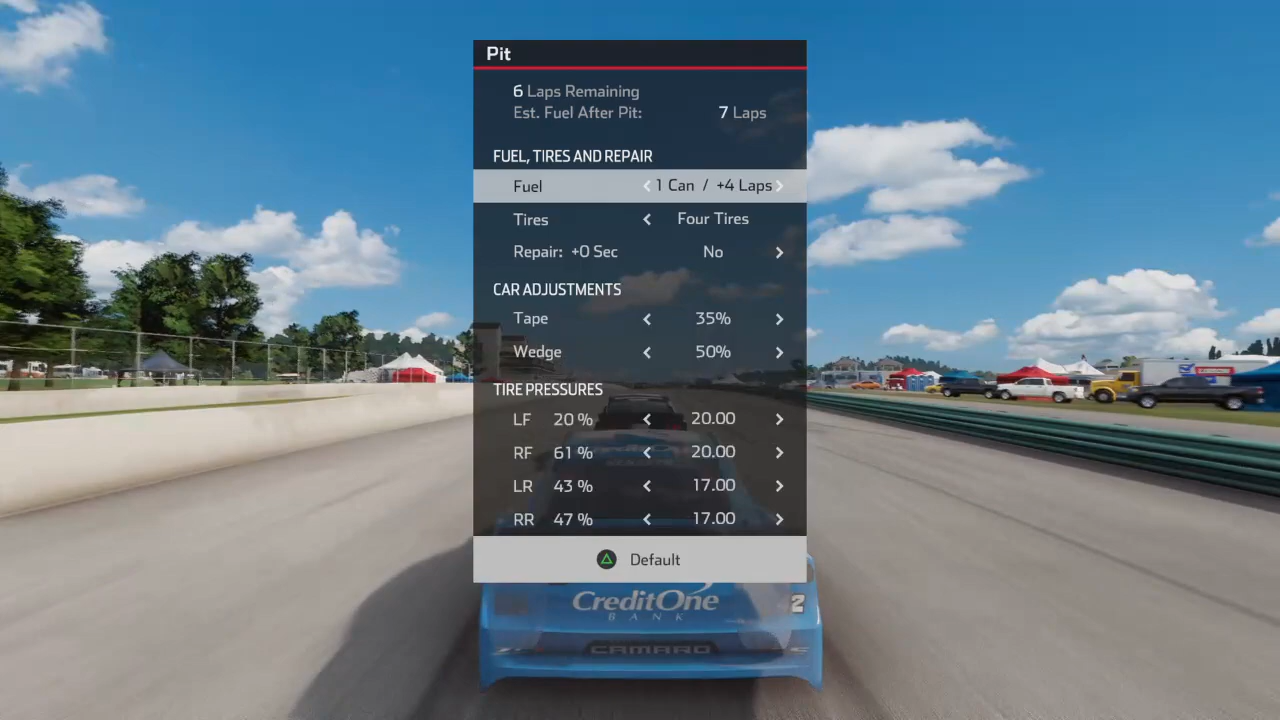 Pit
6 Laps Remaining
Est. Fuel After Pit: 7 Laps
FUEL, TIRES AND REPAIR
Fuel 1 Can / +4 Laps
Tires Four Tires
Repair: +0 Sec No
CAR ADJUSTMENTS
Tape 35%
Wedge 50%
TIRE PRESSURES
LF 20 % 20.00
RF 61 % 20.00
LR 43 % 17.00
RR 47 % 17.00
Default
CreditOne
BANK
2
CAMARO